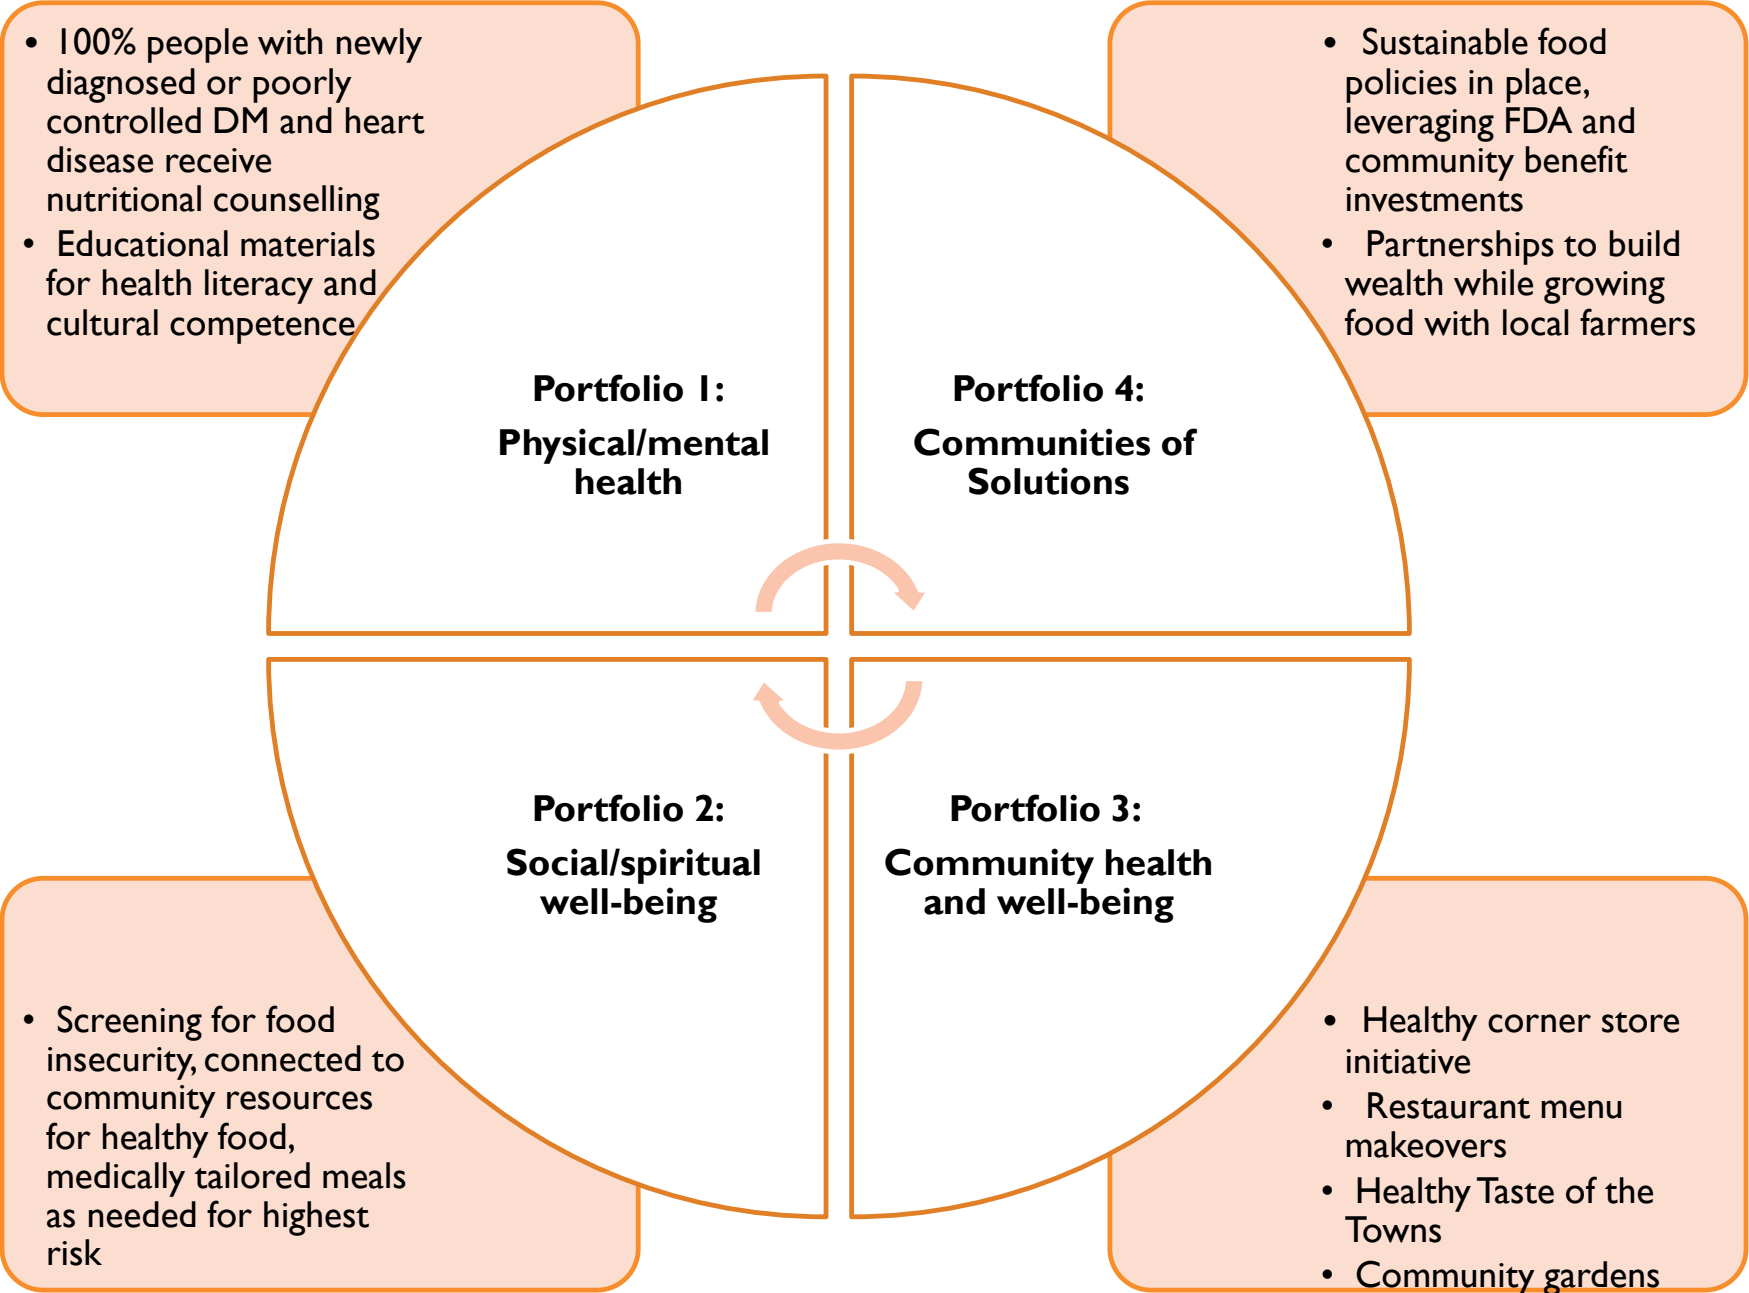 • 100% people with newly
diagnosed or poorly
controlled DM and heart
disease receive
nutritional counselling
• Educational materials
for health literacy and
cultural competence
• Sustainable food
policies in place,
leveraging FDA and
community benefit
investments
• Partnerships to build
wealth while growing
food with local farmers
Portfolio 1:
Physical/mental
health
Portfolio 4:
Communities of
Solutions
Portfolio 2:
Social/spiritual
well-being
Portfolio 3:
Community health
and well-being
• Screening for food
insecurity, connected to
community resources
for healthy food,
medically tailored meals
as needed for highest
risk
• Healthy corner store
initiative
• Restaurant menu
makeovers
• Healthy Taste of the
Towns
• Community gardens